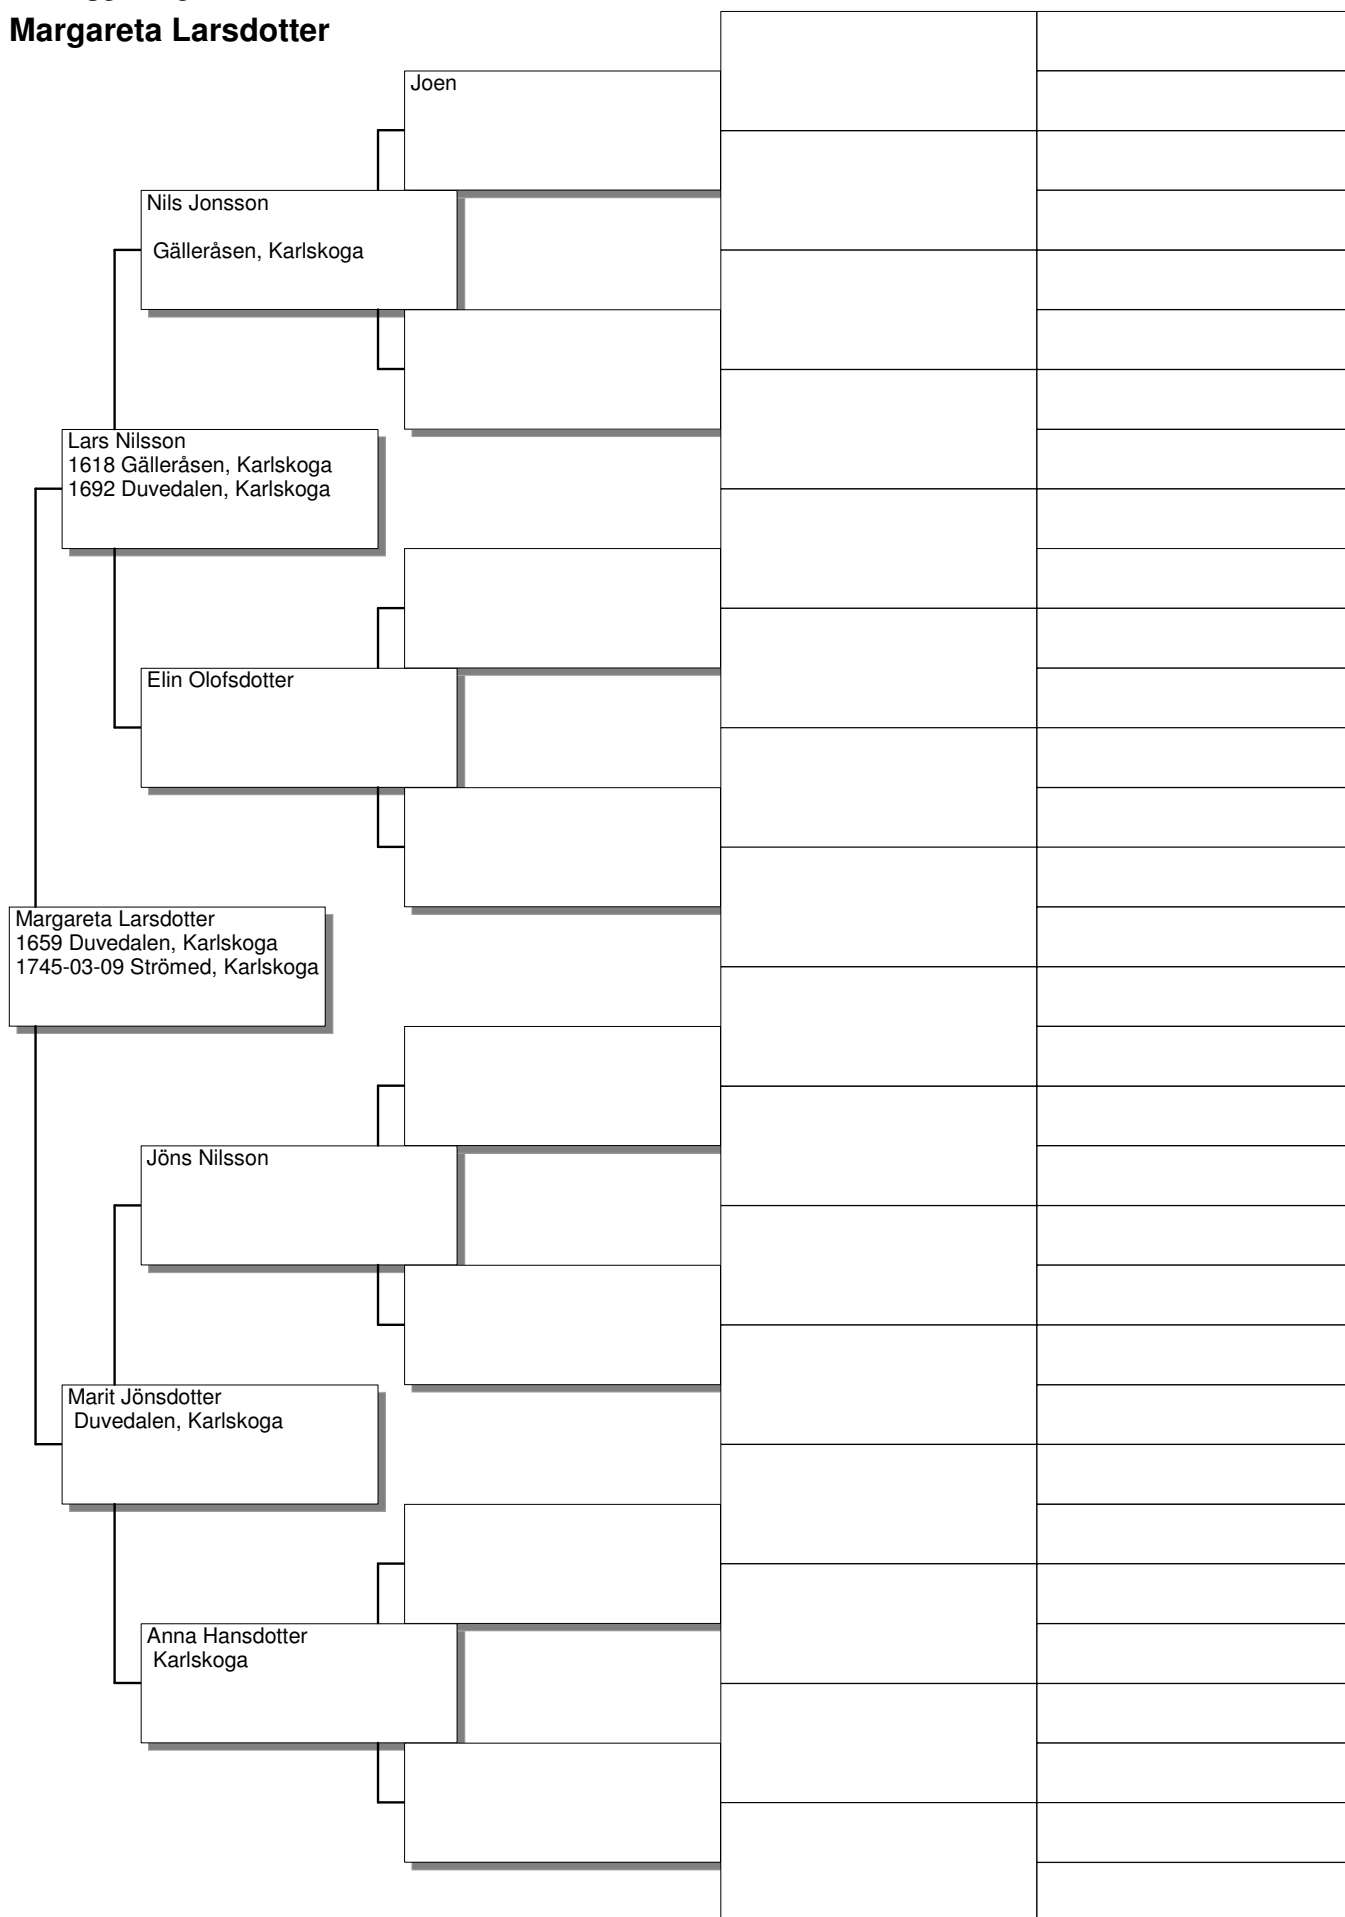 Margareta Larsdotter
Joen
Nils Jonsson
Gälleråsen, Karlskoga
Lars Nilsson
1618 Gälleråsen, Karlskoga
1692 Duvedalen, Karlskoga
Elin Olofsdotter
Margareta Larsdotter
1659 Duvedalen, Karlskoga
1745-03-09 Strömed, Karlskoga
Jöns Nilsson
Marit Jönsdotter
Duvedalen, Karlskoga
Anna Hansdotter
Karlskoga